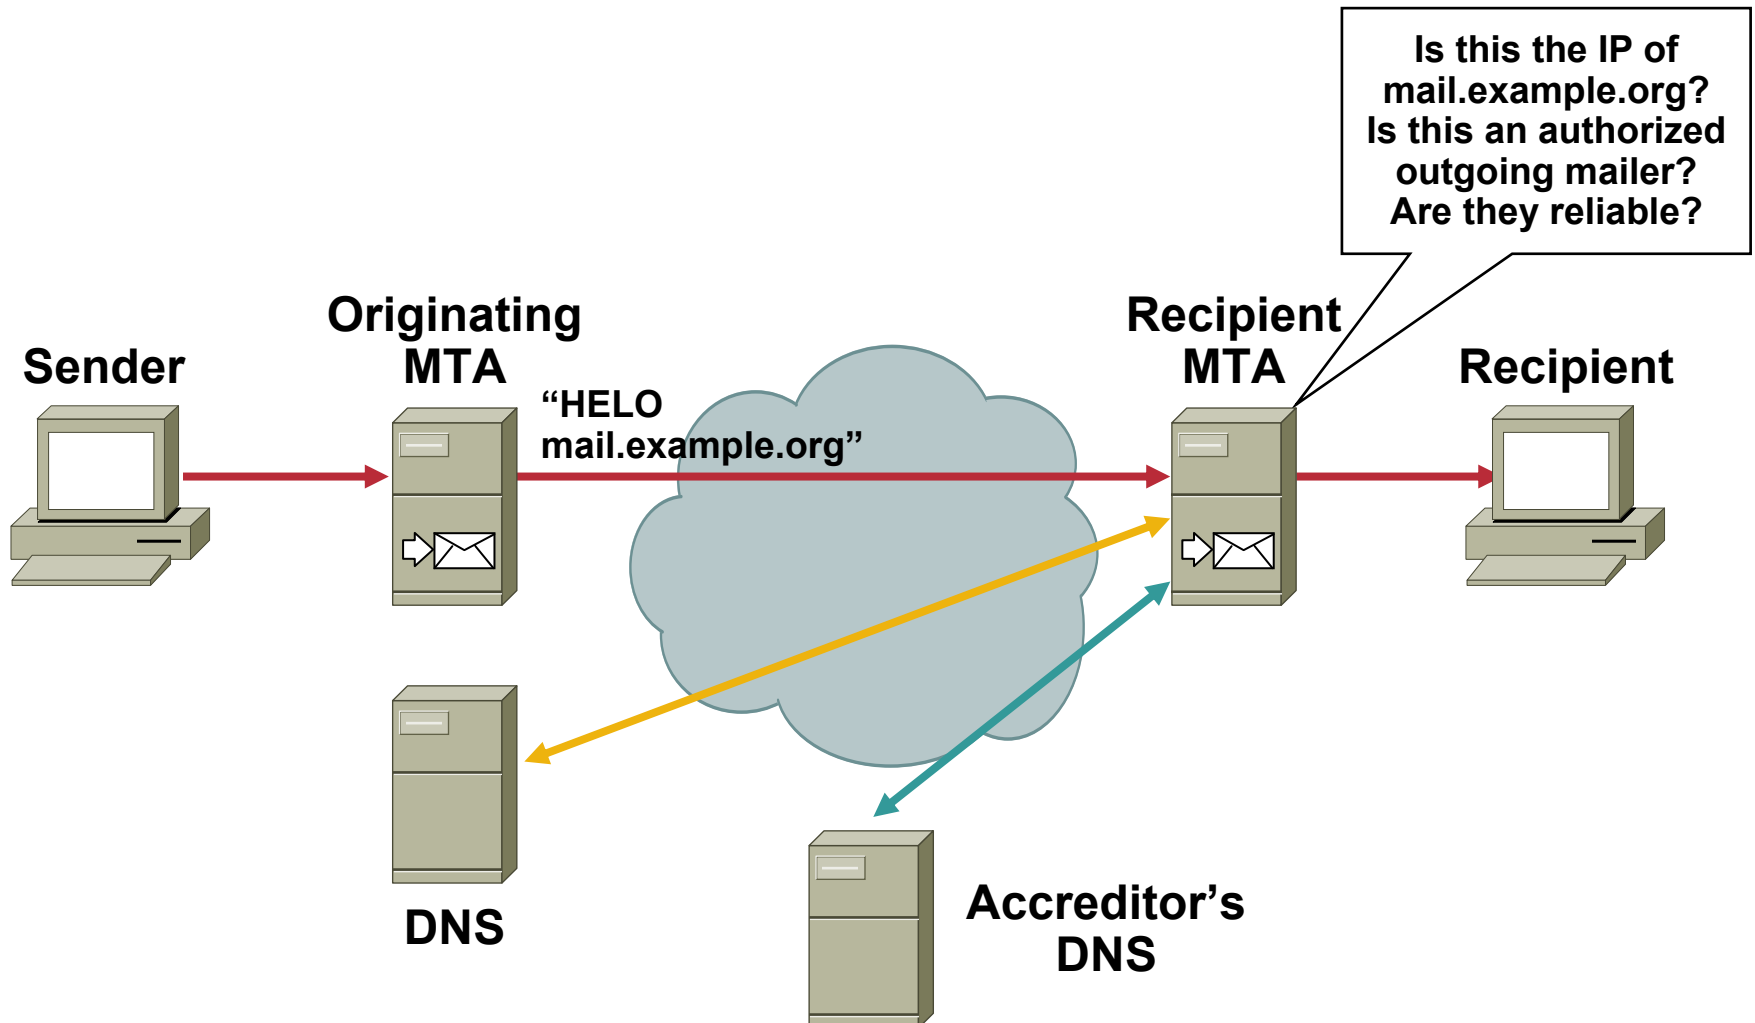 Is this the IP of
mail.example.org?
Is this an authorized
outgoing mailer?
Are they reliable?
Originating
MTA
Recipient
MTA
Sender
Recipient
“HELO
mail.example.org”
DNS
Accreditor’s
DNS